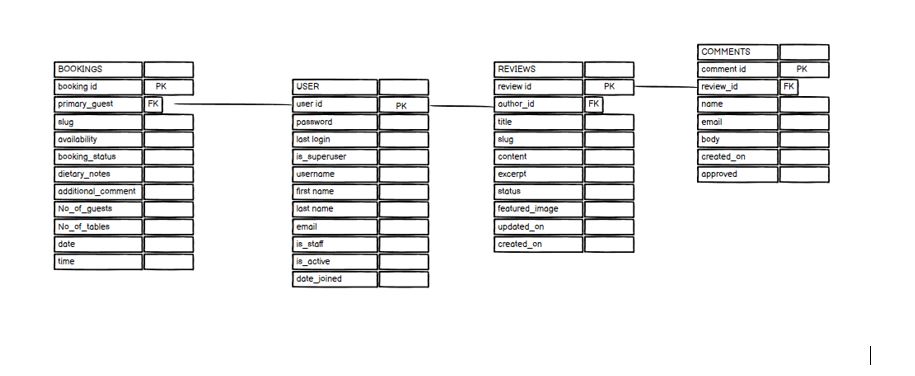 BOOKINGS
booking id PK
primary_guest FK
slug
availability
booking_status
dietary_notes
additional_comment
No_of_guests
No_of_tables
date
time
USER
user id PK
password
last login
is_superuser
username
first name
last name
email
is_staff
is_active
date_joined
REVIEWS
review id PK
author_id FK
title
slug
content
excerpt
status
featured_image
updated_on
created_on
COMMENTS
comment id PK
review_id FK
name
email
body
created_on
approved